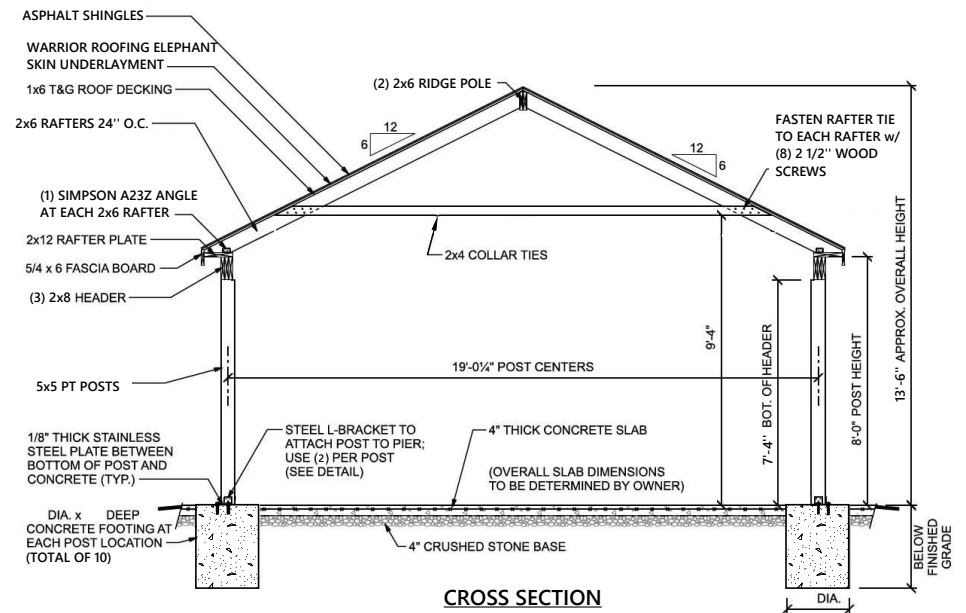 ASPHALT SHINGLES
WARRIOR ROOFING ELEPHANT
SKIN UNDERLAYMENT
1x6 T&G ROOF DECKING
2x6 RAFTERS 24" O.C.
(1) SIMPSON A23Z ANGLE
AT EACH 2x6 RAFTER
2x12 RAFTER PLATE
5/4 x 6 FASCIA BOARD
(3) 2x8 HEADER
5x5 PT POSTS
1/8" THICK STAINLESS
STEEL PLATE BETWEEN
BOTTOM OF POST AND
CONCRETE (TYP.)
DIA. x DEEP
CONCRETE FOOTING AT
EACH POST LOCATION
(TOTAL OF 10)
(2) 2x6 RIDGE POLE
12
6
12
6
FASTEN RAFTER TIE
TO EACH RAFTER w/
(8) 2 1/2" WOOD
SCREWS
2x4 COLLAR TIES
19'-0¼" POST CENTERS
9'-4"
7'-4" BOT. OF HEADER
8'-0" POST HEIGHT
13'-6" APPROX. OVERALL HEIGHT
STEEL L-BRACKET TO
ATTACH POST TO PIER;
USE (2) PER POST
(SEE DETAIL)
4" THICK CONCRETE SLAB
(OVERALL SLAB DIMENSIONS
TO BE DETERMINED BY OWNER)
4" CRUSHED STONE BASE
BELOW
FINISHED
GRADE
DIA.
CROSS SECTION